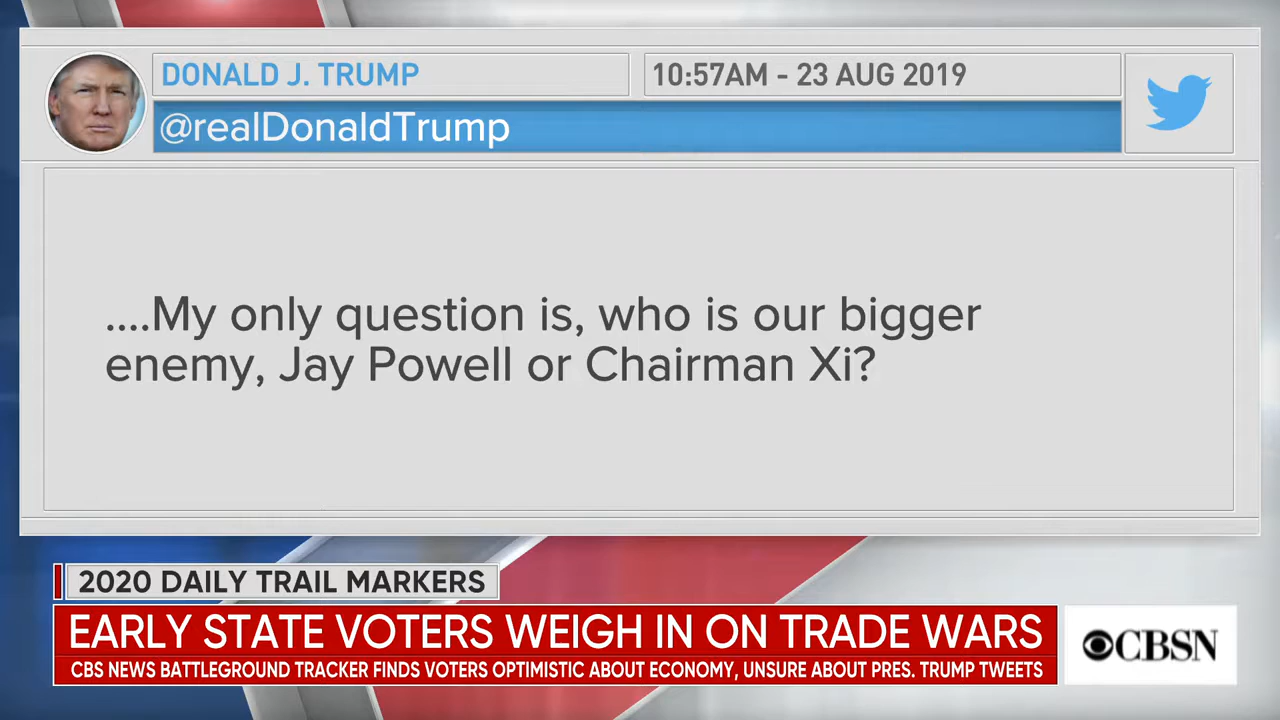 DONALD J. TRUMP
10:57AM - 23 AUG 2019
@realDonaldTrump
....My only question is, who is our bigger
enemy, Jay Powell or Chairman Xi?
2020 DAILY TRAIL MARKERS
EARLY STATE VOTERS WEIGH IN ON TRADE WARS
CBS NEWS BATTLEGROUND TRACKER FINDS VOTERS OPTIMISTIC ABOUT ECONOMY, UNSURE ABOUT PRES. TRUMP TWEETS
CBSN